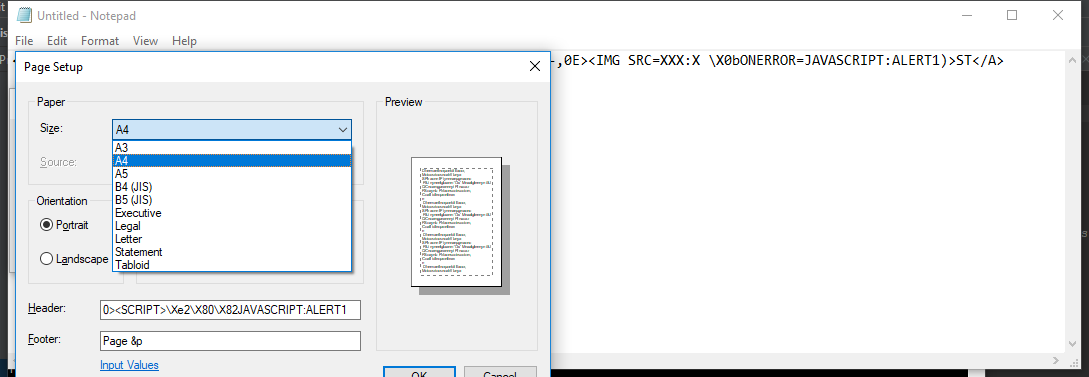 Untitled - Notepad
File Edit Format View Help
-,0E><IMG SRC=XXX:X \X0bONERROR=JAVASCRIPT:ALERT1)>ST</A>
Page Setup
Paper
Size: A4
A3
A4
A5
B4 (JIS)
B5 (JIS)
Executive
Legal
Letter
Statement
Tabloid
Source:
Orientation
Portrait
Landscape
Preview
Header: 0><SCRIPT>\Xe2\X80\X82JAVASCRIPT:ALERT1
Footer: Page &p
Input Values
OK Cancel